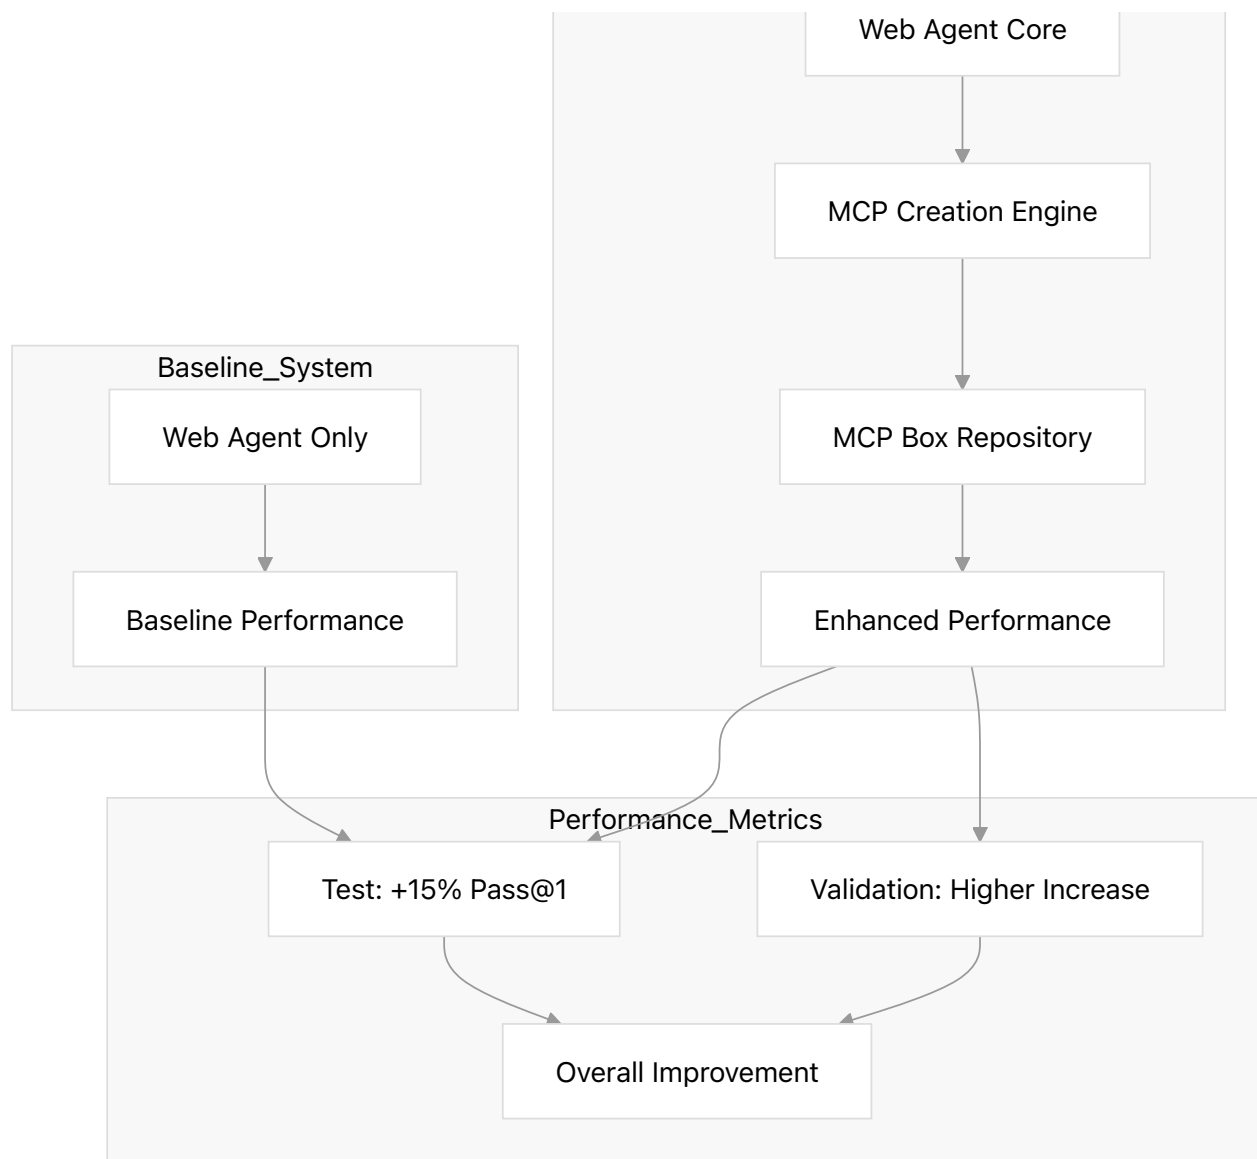 Web Agent Core
MCP Creation Engine
Baseline_System
Web Agent Only
MCP Box Repository
Baseline Performance
Enhanced Performance
Performance_Metrics
Test: +15% Pass@1
Validation: Higher Increase
Overall Improvement